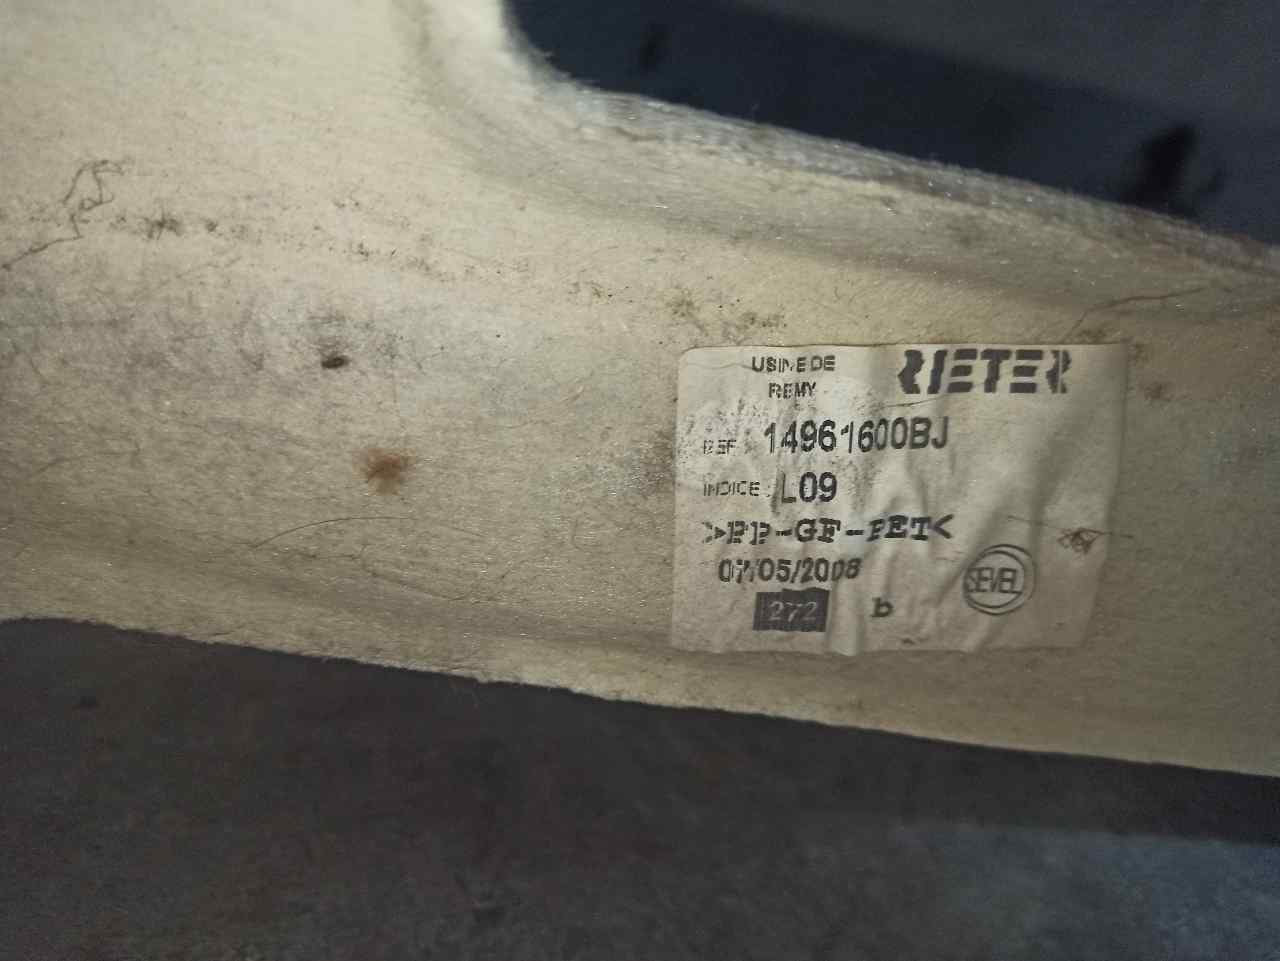 USINE DE
REMY
RIETER
REF 14961600BJ
INDICE: L09
>PP-GF-PET<
07/05/2008
272 b SEVEL